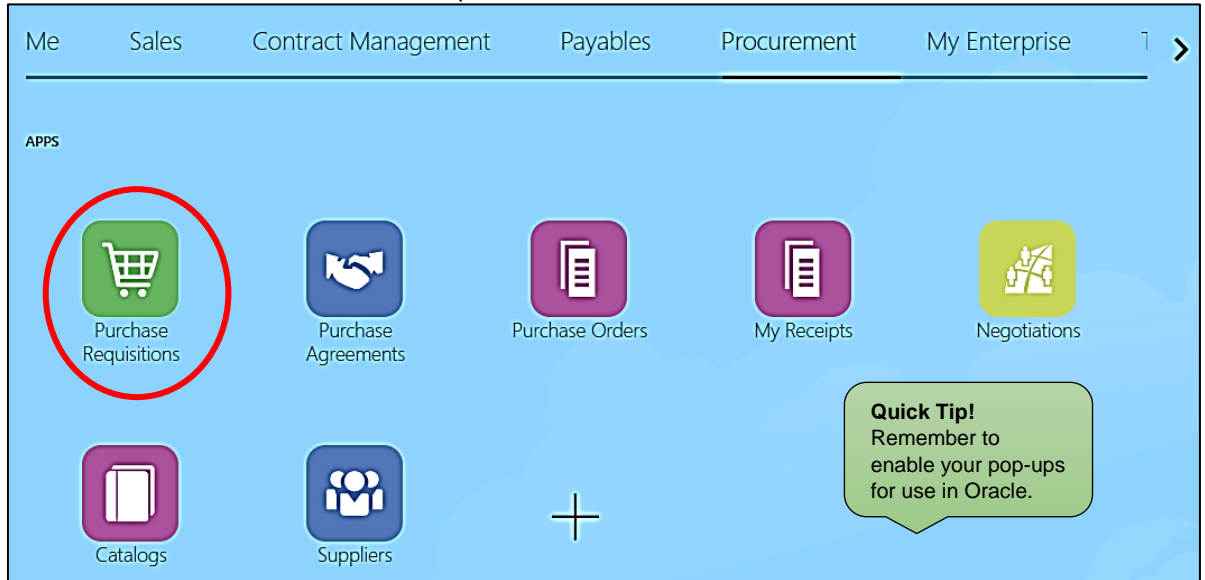 Me Sales Contract Management Payables Procurement My Enterprise
APPS
Purchase
Requisitions
Purchase
Agreements
Purchase Orders
My Receipts
Negotiations
Quick Tip!
Remember to
enable your pop-ups
for use in Oracle.
Catalogs
Suppliers